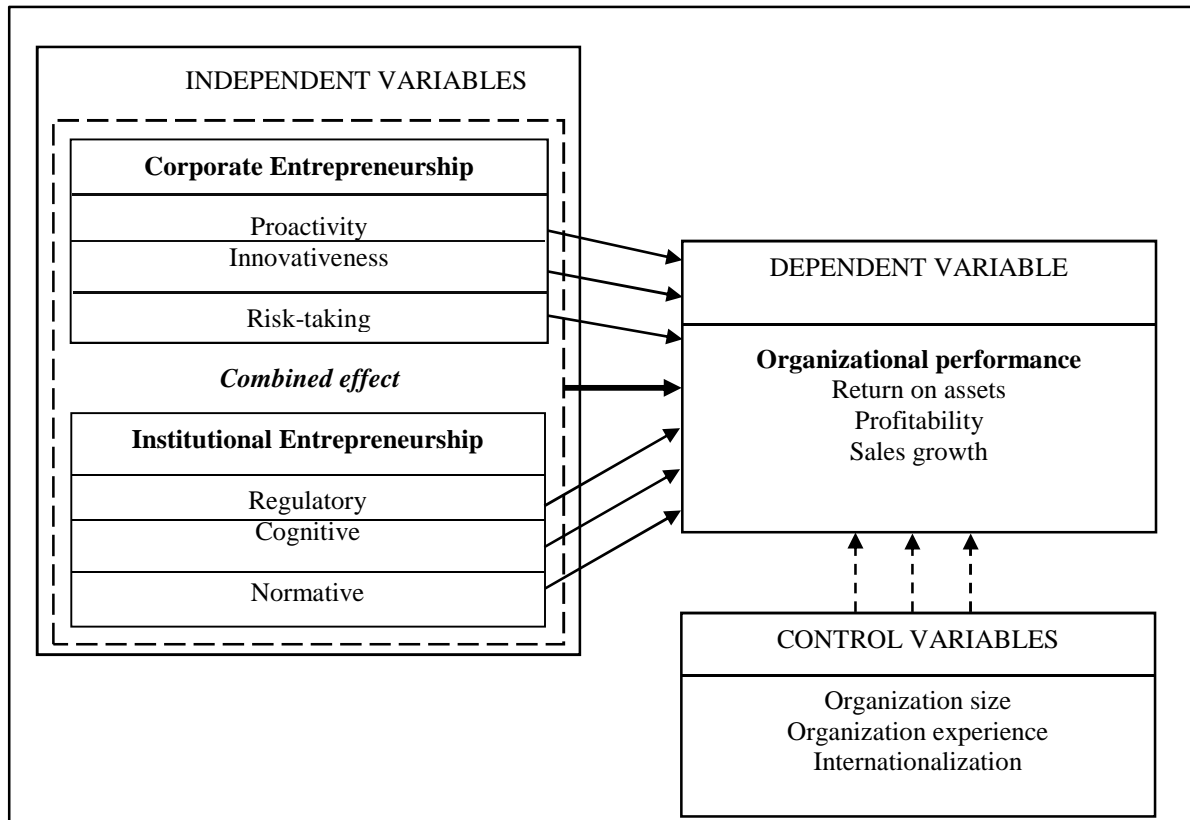 INDEPENDENT VARIABLES
Corporate Entrepreneurship
Proactivity
Innovativeness
Risk-taking
Combined effect
Institutional Entrepreneurship
Regulatory
Cognitive
Normative
DEPENDENT VARIABLE
Organizational performance
Return on assets
Profitability
Sales growth
CONTROL VARIABLES
Organization size
Organization experience
Internationalization